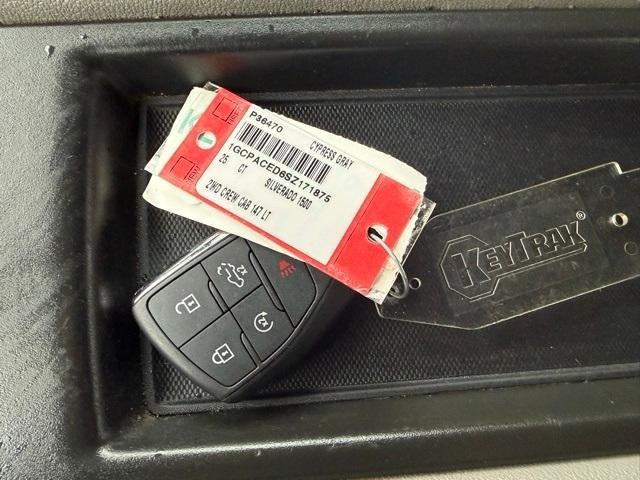 P36470
CYPRESS GRAY
1GCPACED6SZ171875
25 CT SILVERADO 1500
2WD CREW CAB 147 LT
KEYTRAK®